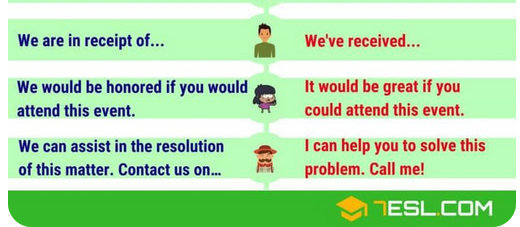 We are in receipt of...
We've received...
We would be honored if you would
attend this event.
It would be great if you
could attend this event.
We can assist in the resolution
of this matter. Contact us on...
I can help you to solve this
problem. Call me!
7ESL.COM